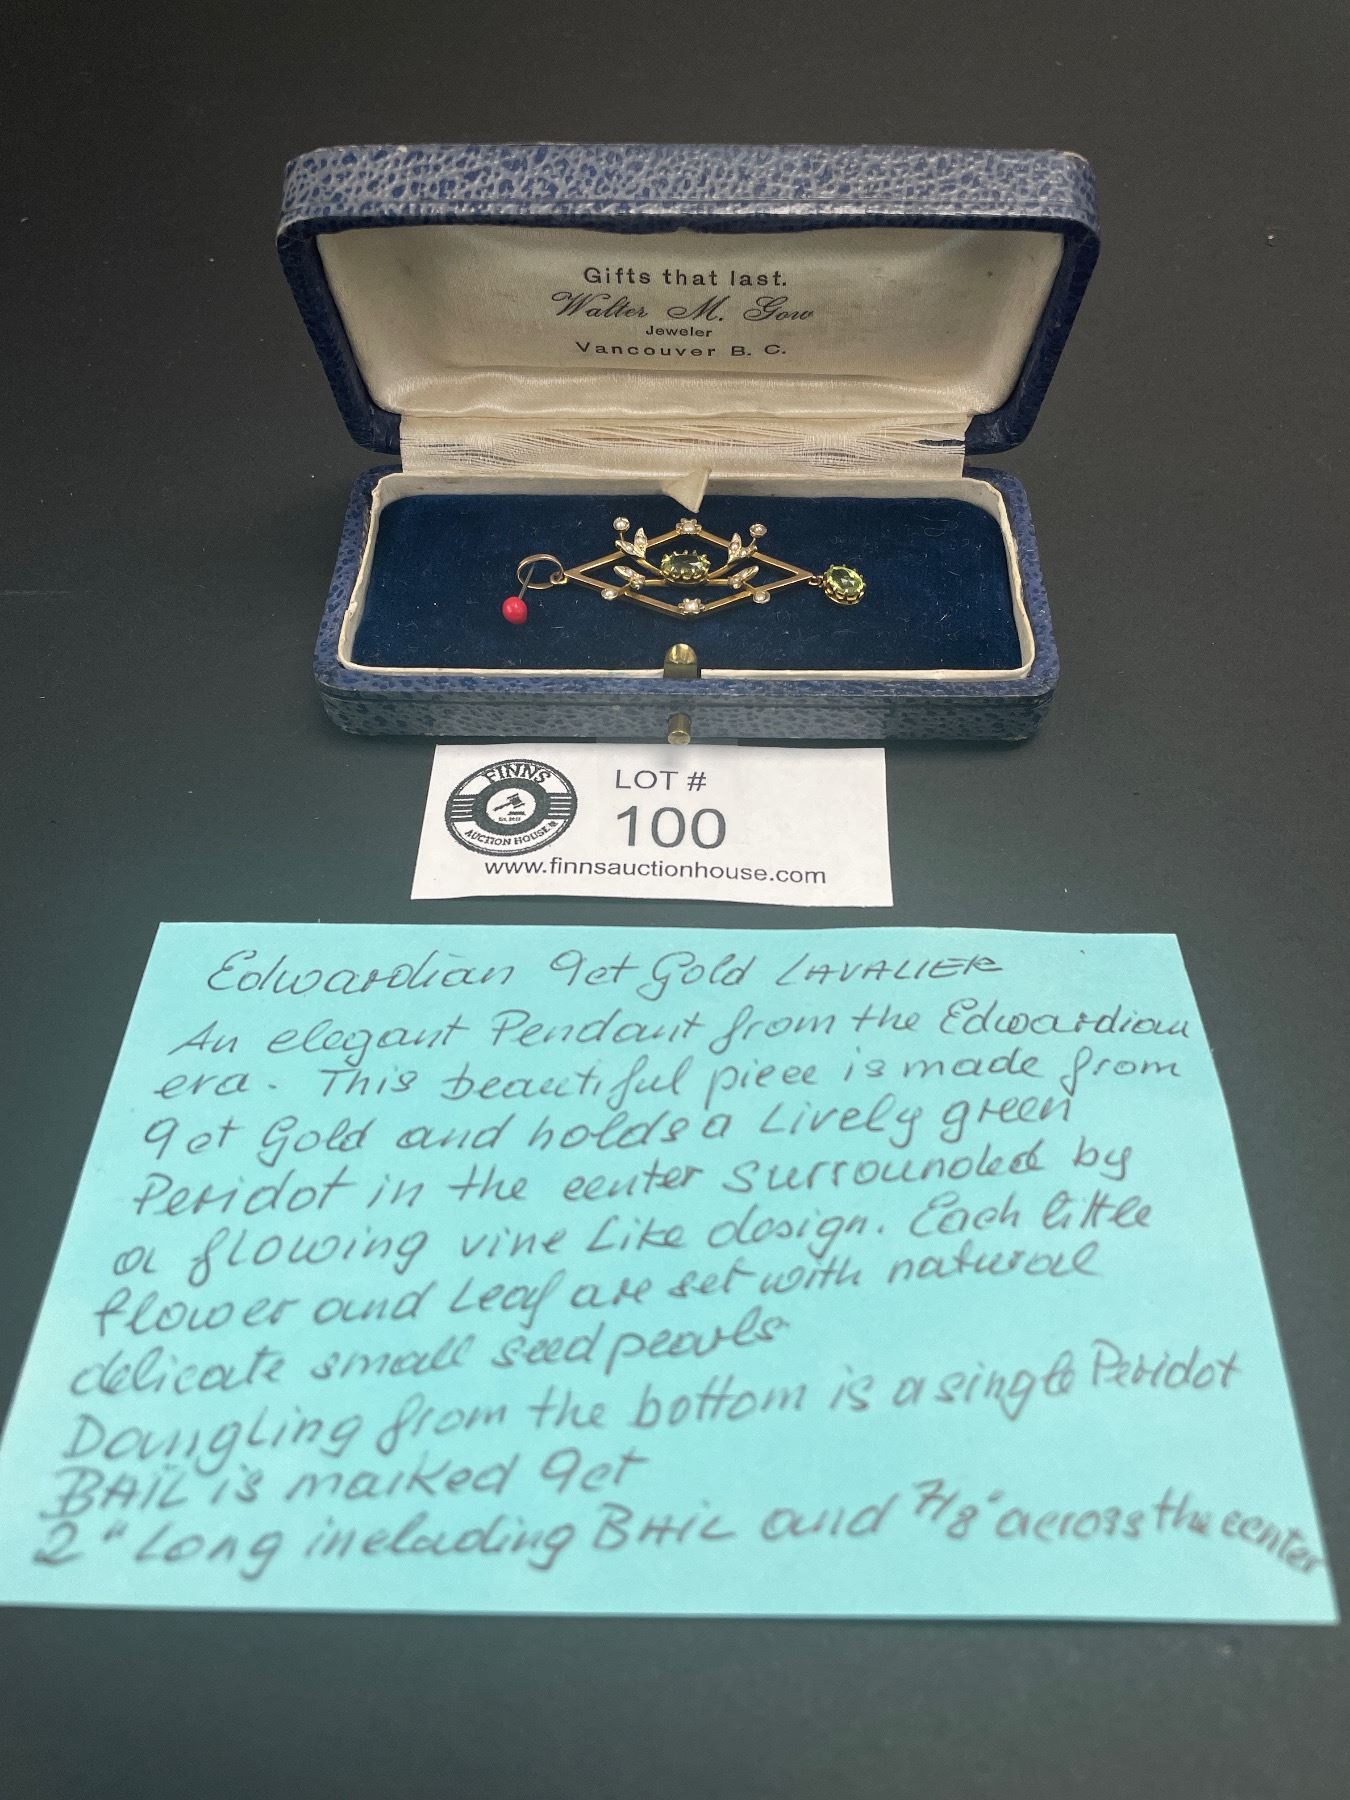 Gifts that last.
Walter M. Gow
Jeweler
Vancouver B. C.
FINNS
AUCTION HOUSE
LOT #
100
www.finnsauctionhouse.com
Edwardian 9ct Gold LAVALIER
An elegant Pendant from the Edwardian
era. This beautiful piece is made from
9ct Gold and holds a Lively green
Peridot in the center surrounded by
a flowing vine Like design. Each little
flower and Leaf are set with natural
delicate small seed pearls
Dangling from the bottom is a single Peridot
BAIL is marked 9ct
2" Long including BAIL and 7/8" across the center